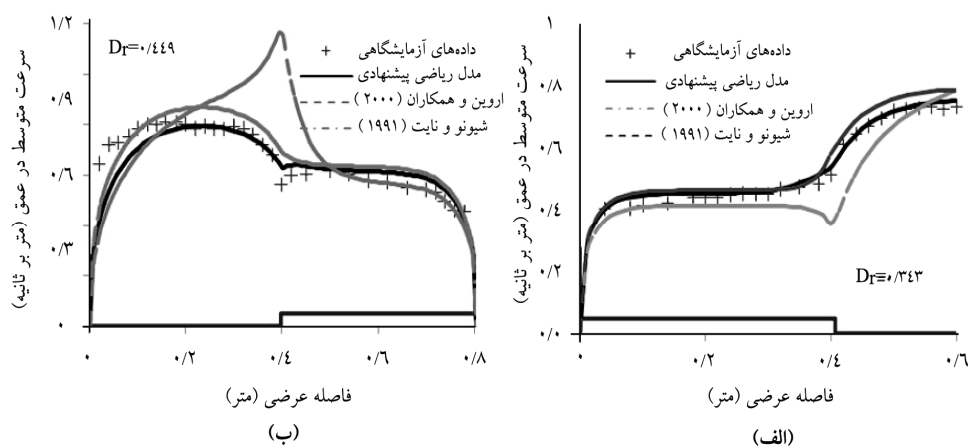 سرعت متوسط در عمق (متر بر ثانیه)
۱
۰/۸
۰/۶
۰/۴
۰/۲
۰/۰
داده‌های آزمایشگاهی
مدل ریاضی پیشنهادی
اروین و همکاران (۲۰۰۰)
شیونو و نایت (۱۹۹۱)
Dr=۰/۳۴۳
۰
۰/۲
۰/۴
۰/۶
فاصله عرضی (متر)
(الف)
سرعت متوسط در عمق (متر بر ثانیه)
۱/۲
۰/۹
۰/۶
۰/۳
۰
Dr=۰/۴۴۹
داده‌های آزمایشگاهی
مدل ریاضی پیشنهادی
اروین و همکاران (۲۰۰۰)
شیونو و نایت (۱۹۹۱)
۰
۰/۲
۰/۴
۰/۶
۰/۸
فاصله عرضی (متر)
(ب)